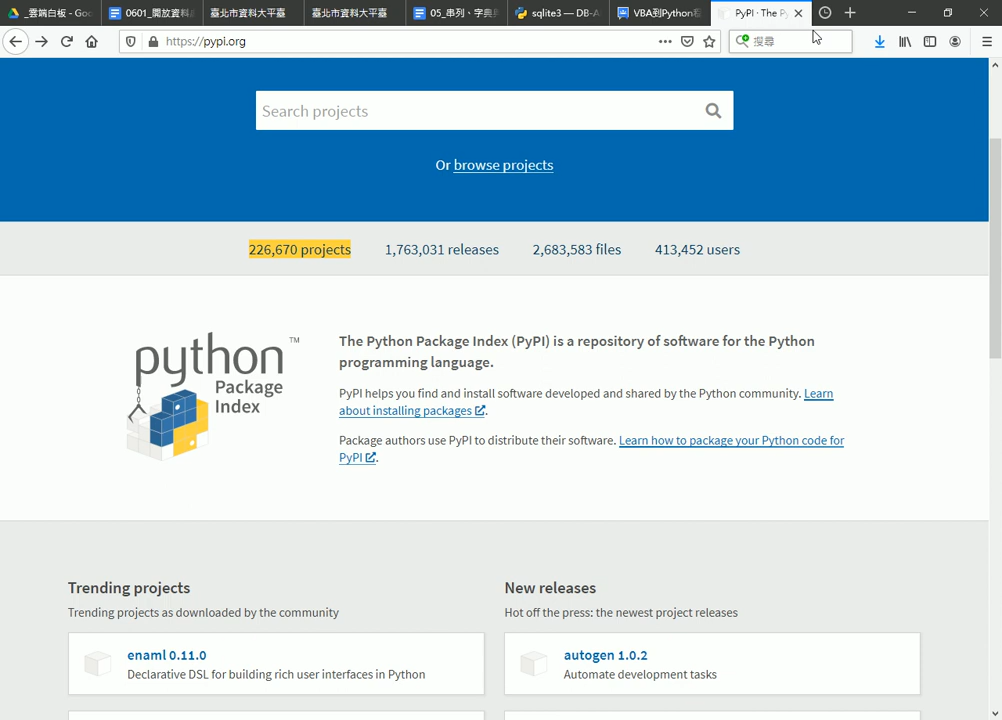 _雲端白板 - Goo
0601_開放資料
臺北市資料大平臺
臺北市資料大平臺
05_串列、字典與
sqlite3 — DB-A
VBA到Python程
PyPI · The Py
https://pypi.org
搜尋
Search projects
Or browse projects
226,670 projects
1,763,031 releases
2,683,583 files
413,452 users
python TM
Package
Index
The Python Package Index (PyPI) is a repository of software for the Python
programming language.
PyPI helps you find and install software developed and shared by the Python community. Learn
about installing packages.
Package authors use PyPI to distribute their software. Learn how to package your Python code for
PyPI.
Trending projects
Trending projects as downloaded by the community
enaml 0.11.0
Declarative DSL for building rich user interfaces in Python
New releases
Hot off the press: the newest project releases
autogen 1.0.2
Automate development tasks